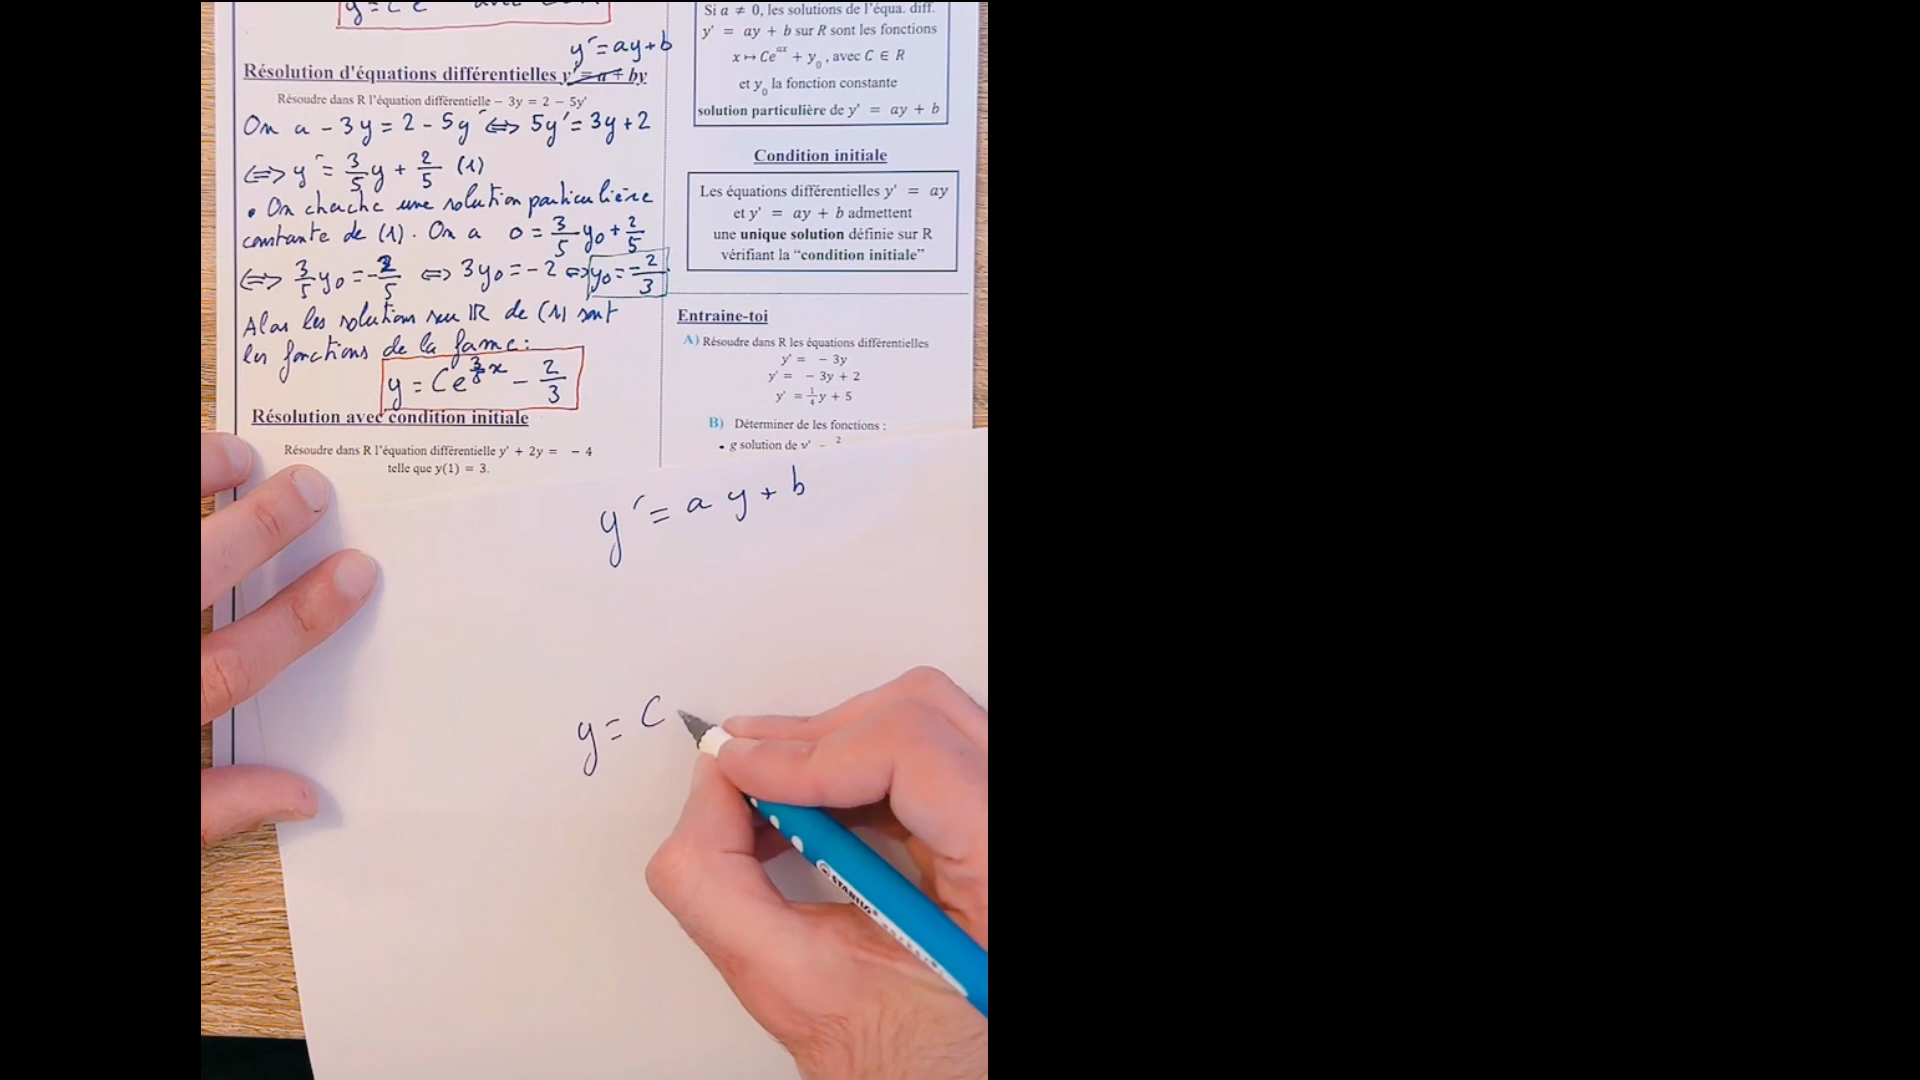 y = C e
y' = ay + b
Résolution d'équations différentielles y' = a + by
Résoudre dans R l'équation différentielle − 3y = 2 − 5y'
On a − 3y = 2 − 5y' ⟺ 5y' = 3y + 2
⟺ y' = 3/5 y + 2/5 (1)
• On cherche une solution particulière
constante de (1). On a 0 = 3/5 y₀ + 2/5
⟺ 3/5 y₀ = −2/5 ⟺ 3y₀ = −2 ⟺ y₀ = −2/3
Alors les solutions sur IR de (1) sont
les fonctions de la forme :
y = Ce^(3/5 x) − 2/3
Résolution avec condition initiale
Résoudre dans R l'équation différentielle y' + 2y = − 4
telle que y(1) = 3.
Si a ≠ 0, les solutions de l'équa. diff.
y' = ay + b sur R sont les fonctions
x ↦ Ce^(ax) + y₀, avec C ∈ R
et y₀ la fonction constante
solution particulière de y' = ay + b
Condition initiale
Les équations différentielles y' = ay
et y' = ay + b admettent
une unique solution définie sur R
vérifiant la “condition initiale”
Entraine-toi
A) Résoudre dans R les équations différentielles
y' = − 3y
y' = − 3y + 2
y' = 1/4 y + 5
B) Déterminer de les fonctions :
• g solution de
y' = a y + b
y = C
STABILO